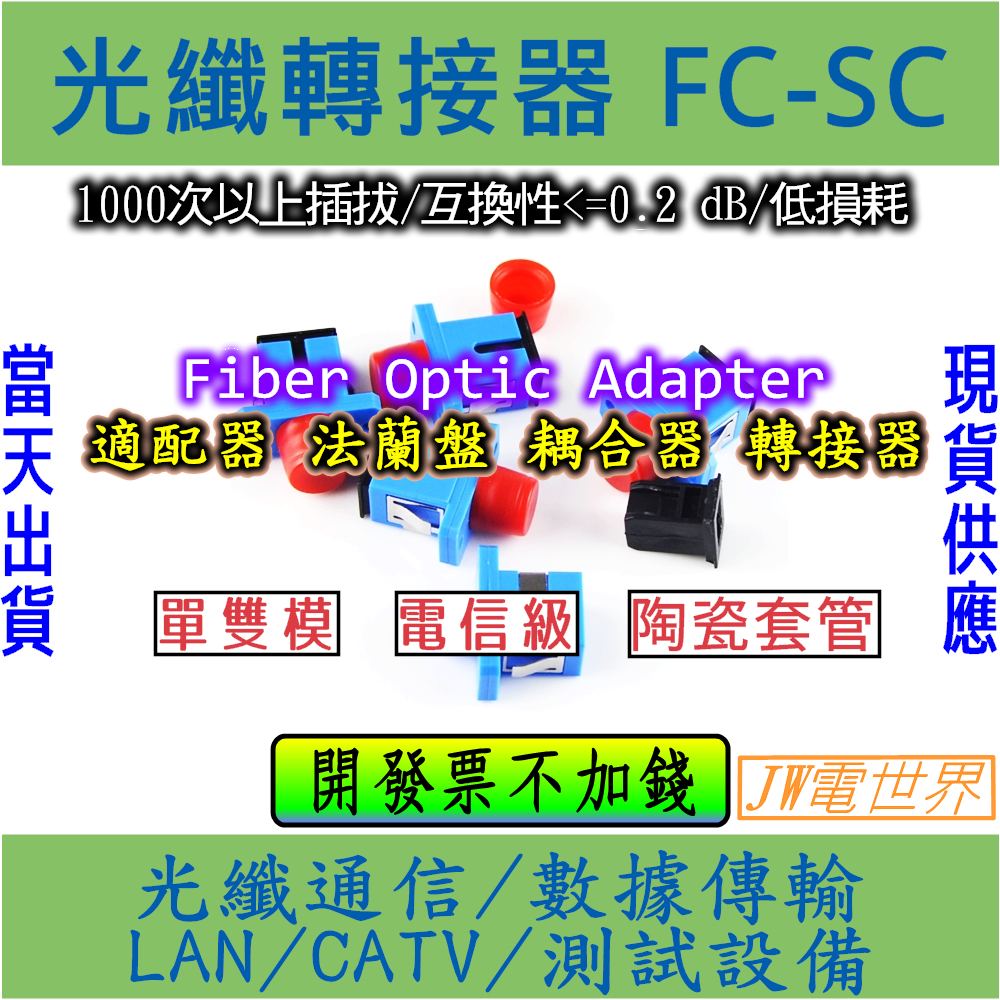 光纖轉接器 FC-SC
1000次以上插拔/互換性<=0.2 dB/低損耗
當天出貨
現貨供應
Fiber Optic Adapter
適配器 法蘭盤 耦合器 轉接器
單雙模
電信級
陶瓷套管
開發票不加錢
JW電世界
光纖通信/數據傳輸
LAN/CATV/測試設備